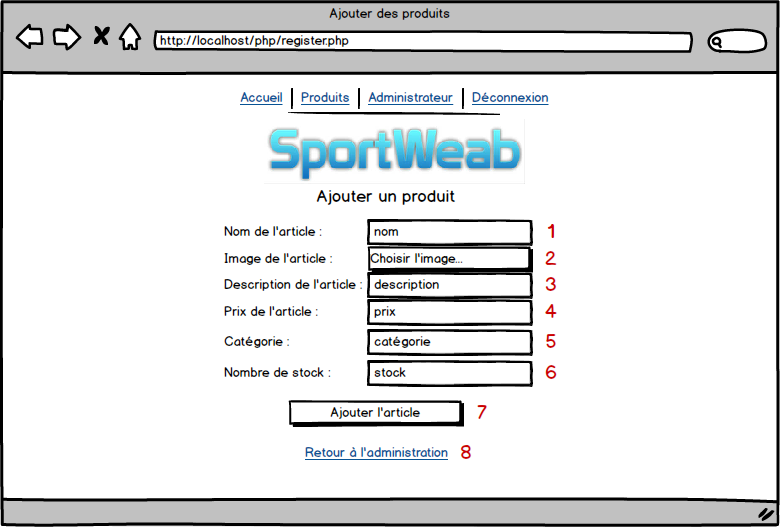 Ajouter des produits
http://localhost/php/register.php
Accueil Produits Administrateur Déconnexion
SportWeab
Ajouter un produit
Nom de l'article : nom 1
Image de l'article : Choisir l'image... 2
Description de l'article : description 3
Prix de l'article : prix 4
Catégorie : catégorie 5
Nombre de stock : stock 6
Ajouter l'article 7
Retour à l'administration 8